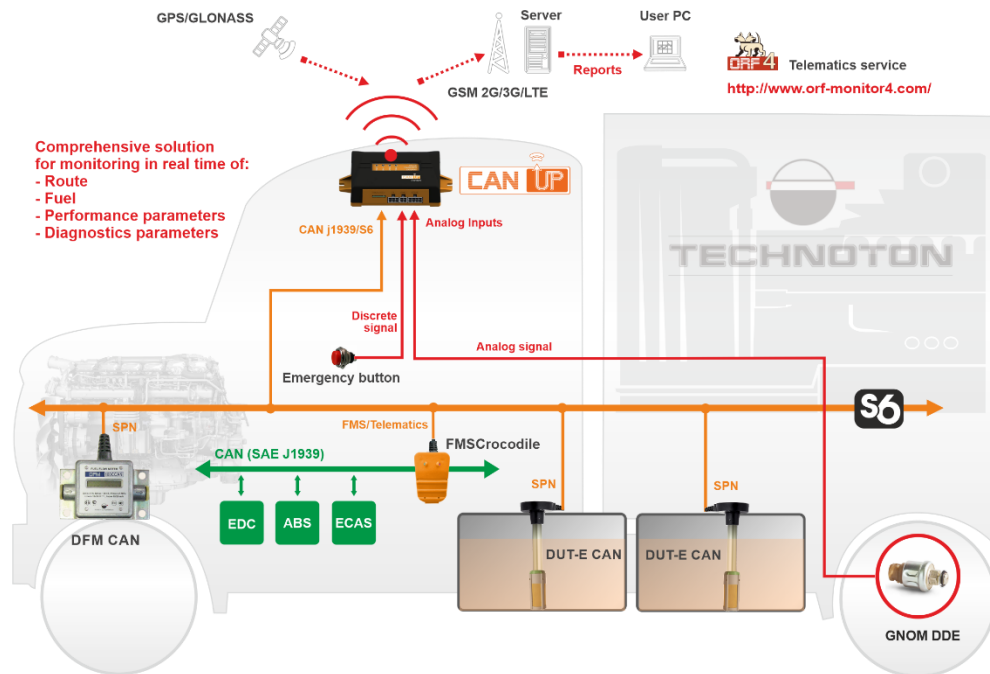 GPS/GLONASS
Server
User PC
Reports
GSM 2G/3G/LTE
ORF 4
Telematics service
http://www.orf-monitor4.com/
Comprehensive solution
for monitoring in real time of:
- Route
- Fuel
- Performance parameters
- Diagnostics parameters
CAN UP
CAN j1939/S6
Analog Inputs
TECHNOTON
Discrete
signal
Analog signal
Emergency button
S6
SPN
FMS/Telematics
FMSCrocodile
CAN (SAE J1939)
SPN
SPN
EDC
ABS
ECAS
DFM CAN
DUT-E CAN
DUT-E CAN
GNOM DDE